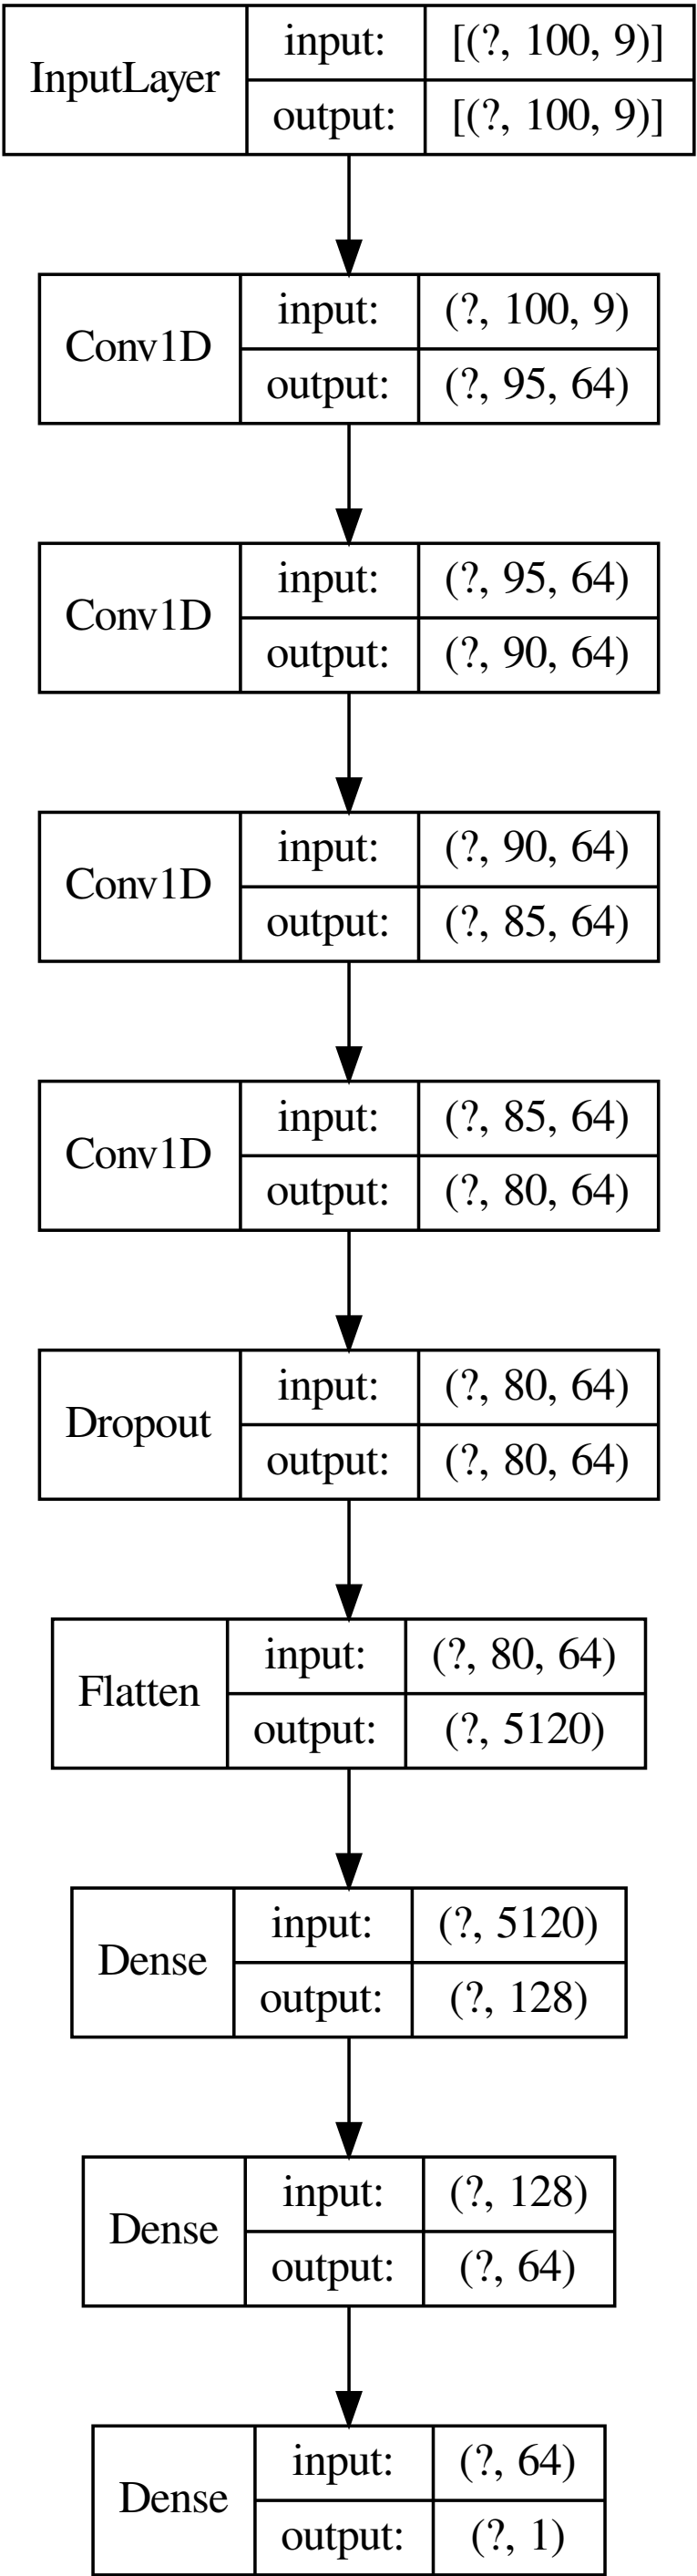 InputLayer input: [(?, 100, 9)]
output: [(?, 100, 9)]
Conv1D input: (?, 100, 9)
output: (?, 95, 64)
Conv1D input: (?, 95, 64)
output: (?, 90, 64)
Conv1D input: (?, 90, 64)
output: (?, 85, 64)
Conv1D input: (?, 85, 64)
output: (?, 80, 64)
Dropout input: (?, 80, 64)
output: (?, 80, 64)
Flatten input: (?, 80, 64)
output: (?, 5120)
Dense input: (?, 5120)
output: (?, 128)
Dense input: (?, 128)
output: (?, 64)
Dense input: (?, 64)
output: (?, 1)